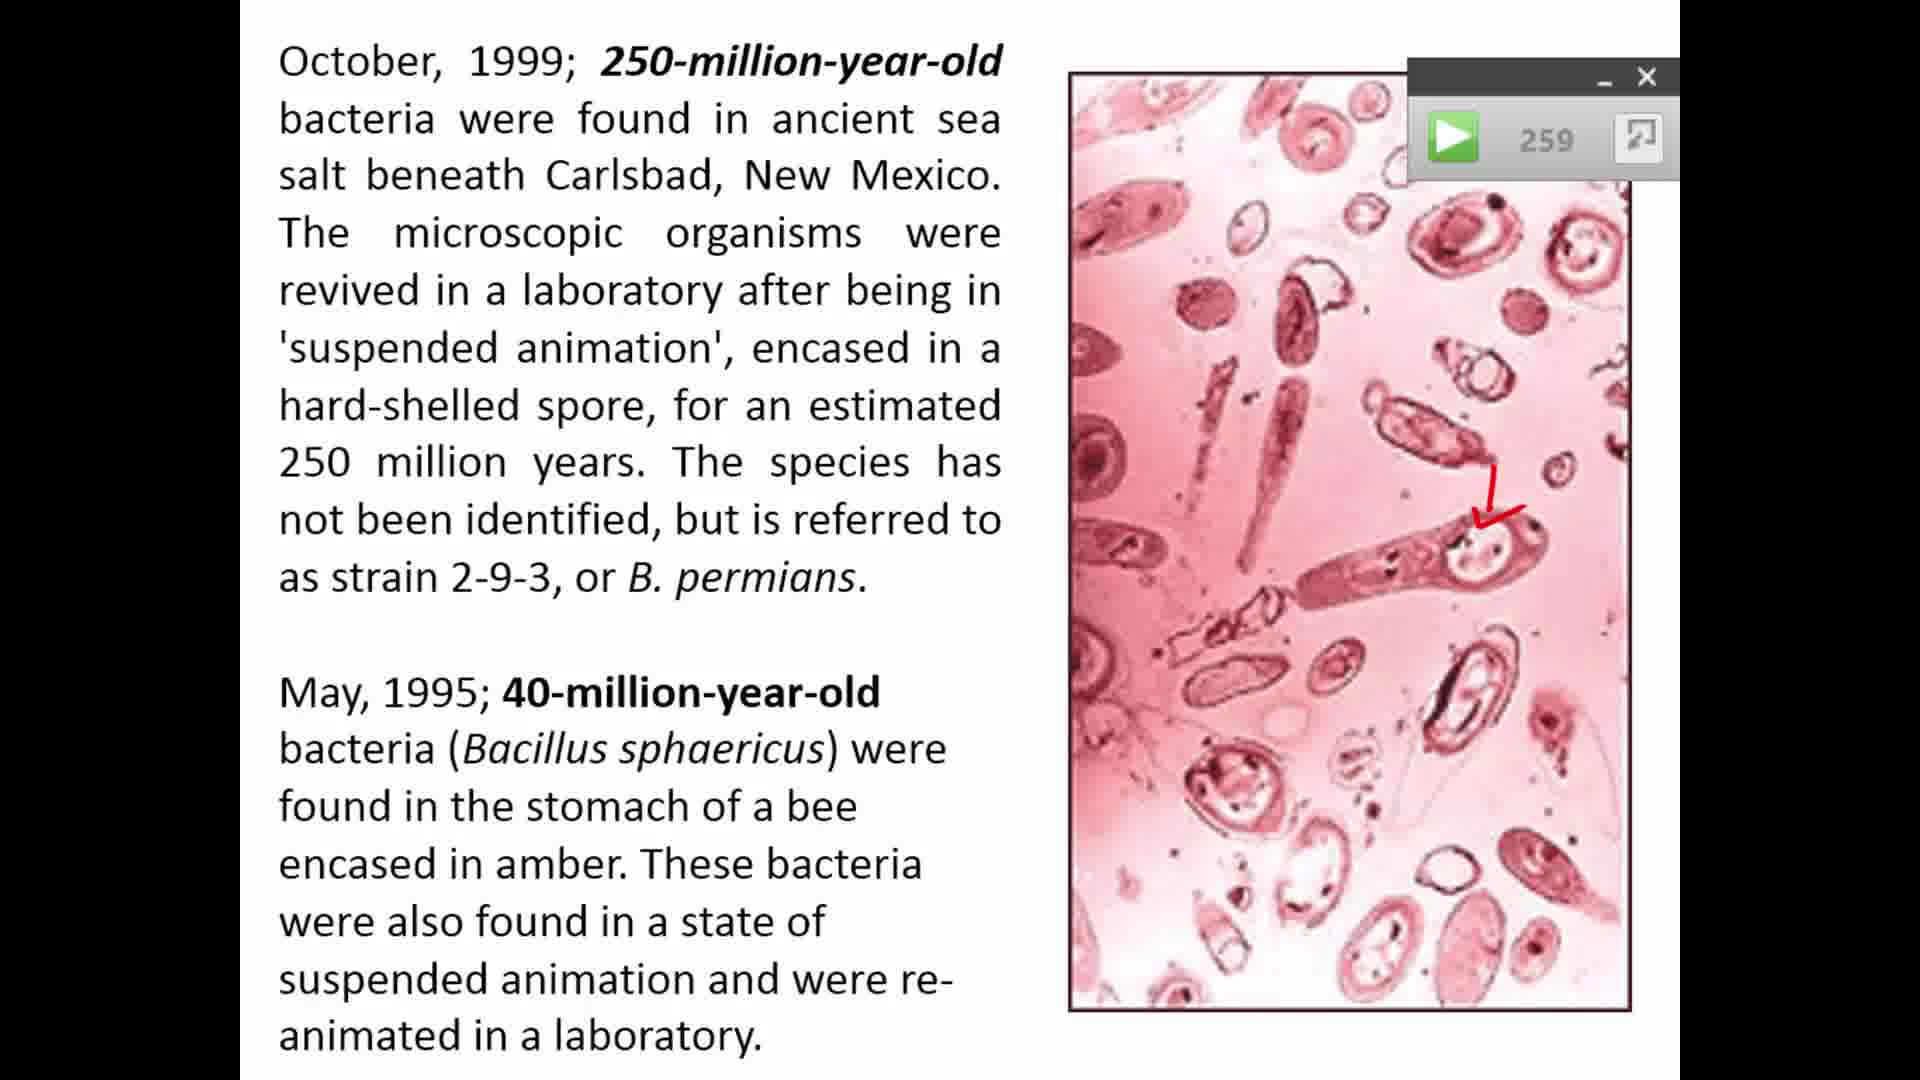 October, 1999; 250-million-year-old
bacteria were found in ancient sea
salt beneath Carlsbad, New Mexico.
The microscopic organisms were
revived in a laboratory after being in
'suspended animation', encased in a
hard-shelled spore, for an estimated
250 million years. The species has
not been identified, but is referred to
as strain 2-9-3, or B. permians.
May, 1995; 40-million-year-old
bacteria (Bacillus sphaericus) were
found in the stomach of a bee
encased in amber. These bacteria
were also found in a state of
suspended animation and were re-
animated in a laboratory.
259